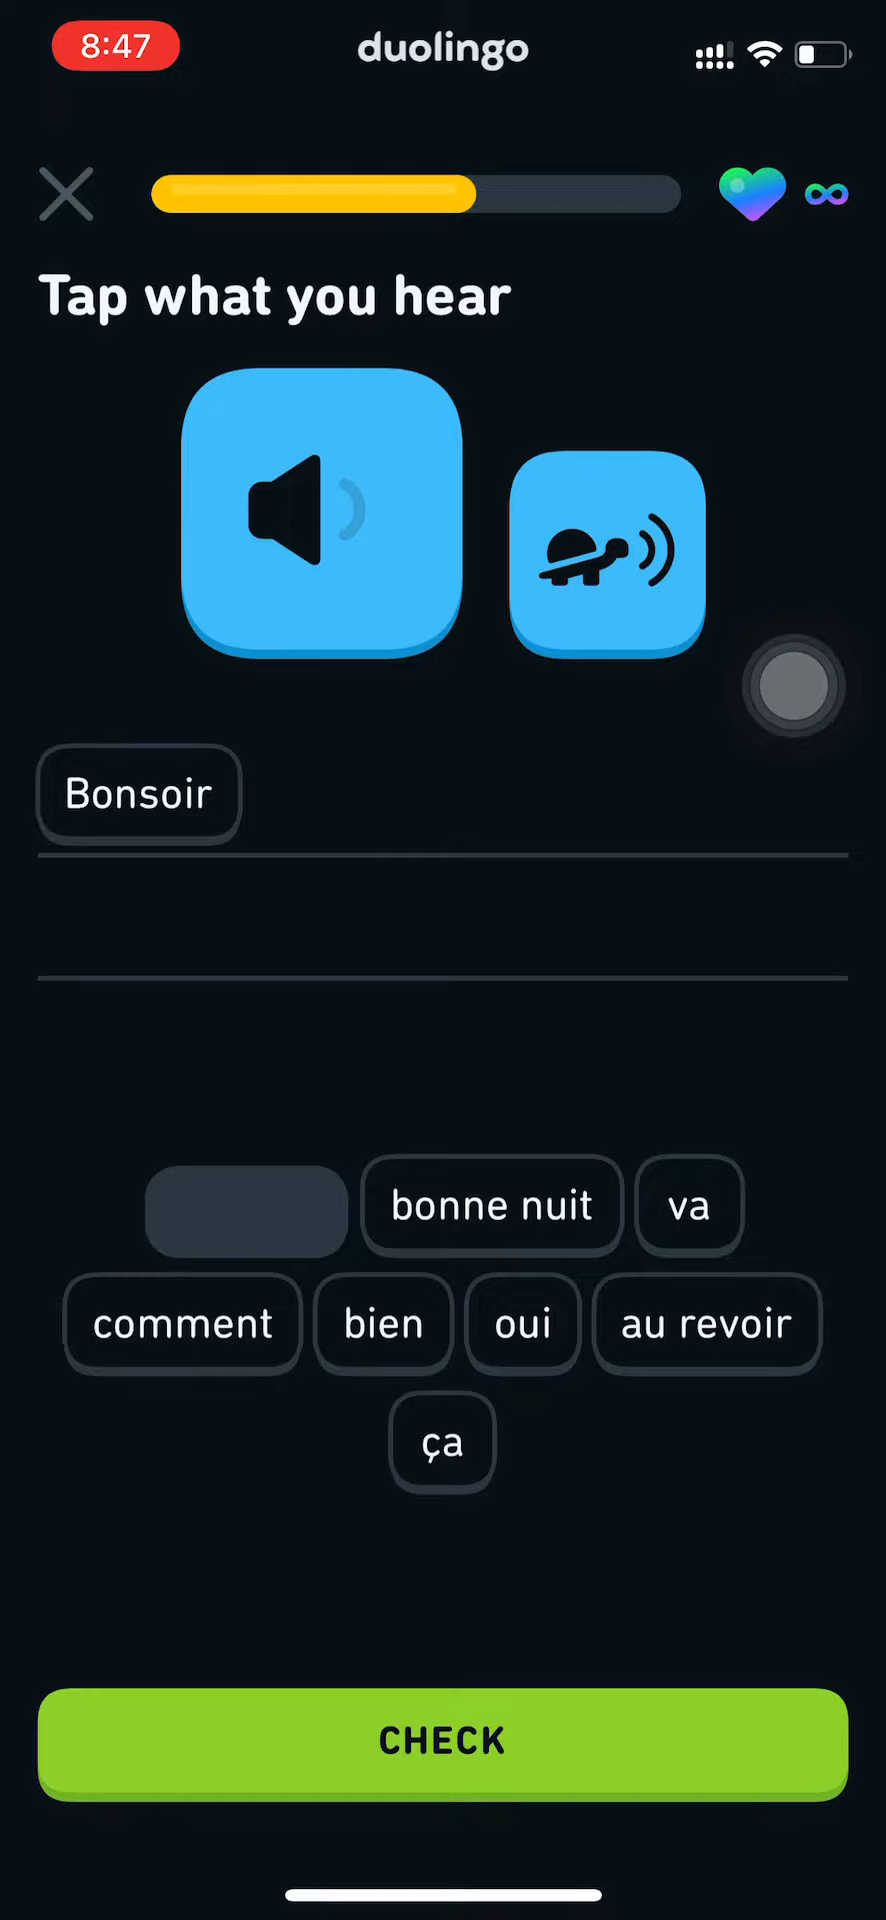 8:47 duolingo
Tap what you hear
Bonsoir
bonne nuit va
comment bien oui au revoir
ça
CHECK